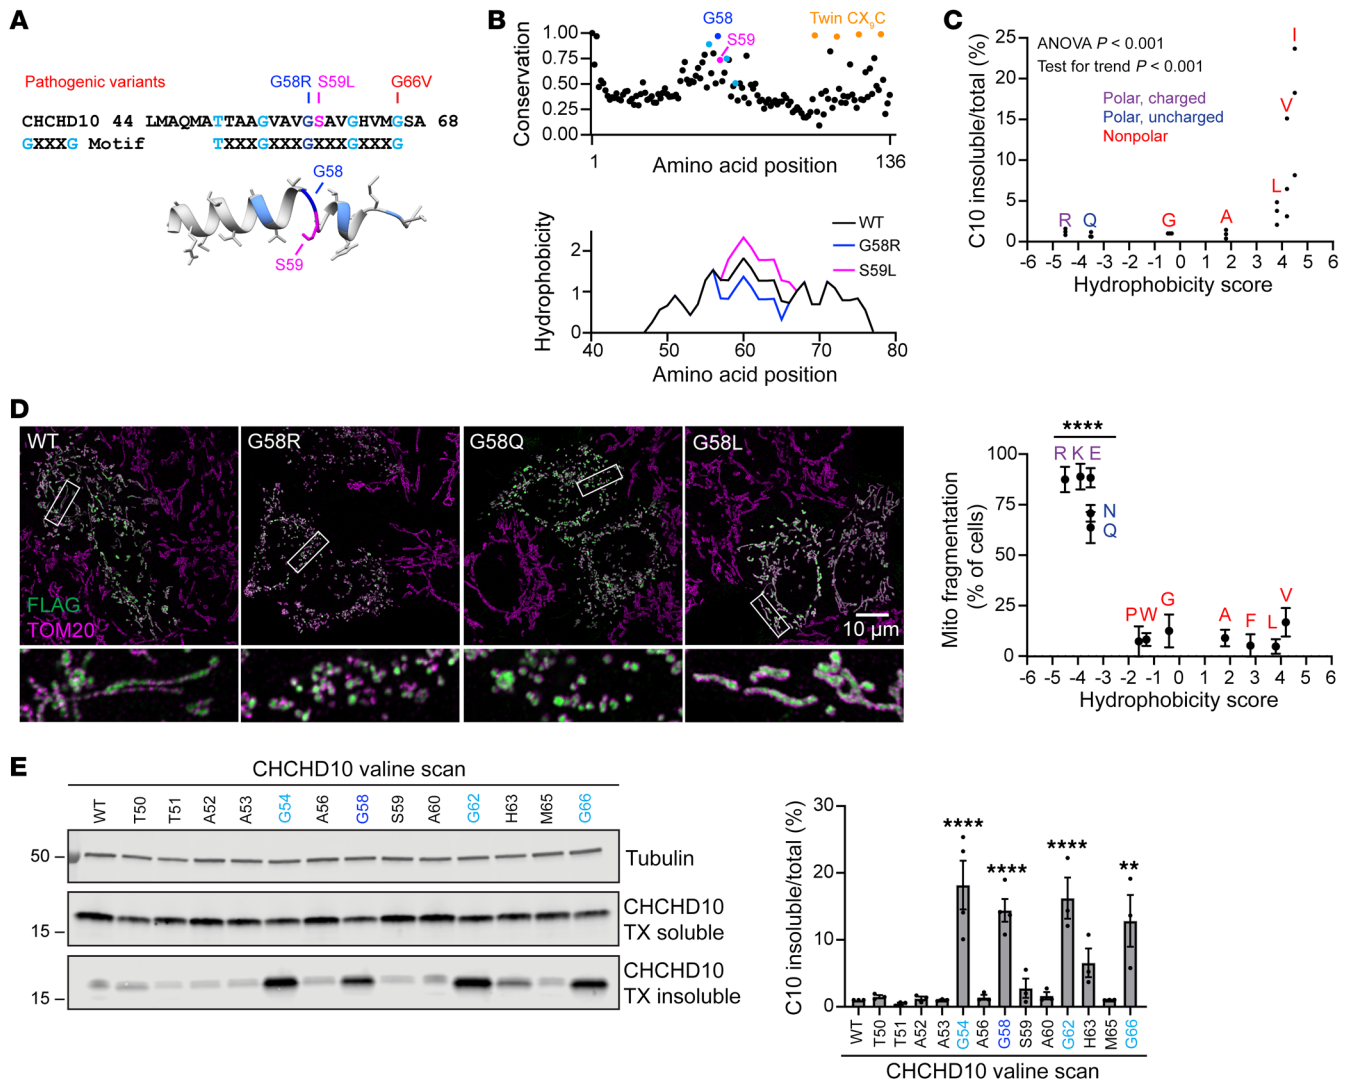 A
Pathogenic variants
G58R S59L G66V
CHCHD10 44 LMAQMATTAAGVAVGSAVGHVMGSA 68
GXXXG Motif TXXXGXXXGXXXGXXXG
G58
S59
B
G58
S59
Twin CX9C
Conservation
1.00
0.75
0.50
0.25
0.00
1 136
Amino acid position
Hydrophobicity
2
1
0
WT
G58R
S59L
40 50 60 70 80
Amino acid position
C
C10 insoluble/total (%)
25
20
15
10
5
0
ANOVA P < 0.001
Test for trend P < 0.001
Polar, charged
Polar, uncharged
Nonpolar
R Q G A L V I
-6 -5 -4 -3 -2 -1 0 1 2 3 4 5 6
Hydrophobicity score
D
WT
G58R
G58Q
G58L
FLAG
TOM20
10 µm
Mito fragmentation
(% of cells)
100
75
50
25
0
****
R K E
N
Q
P W G A F L V
-6 -5 -4 -3 -2 -1 0 1 2 3 4 5 6
Hydrophobicity score
E
CHCHD10 valine scan
WT T50 T51 A52 A53 G54 A56 G58 S59 A60 G62 H63 M65 G66
50
Tubulin
15
CHCHD10
TX soluble
15
CHCHD10
TX insoluble
C10 insoluble/total (%)
30
20
10
0
**** **** **** **
WT T50 T51 A52 A53 G54 A56 G58 S59 A60 G62 H63 M65 G66
CHCHD10 valine scan